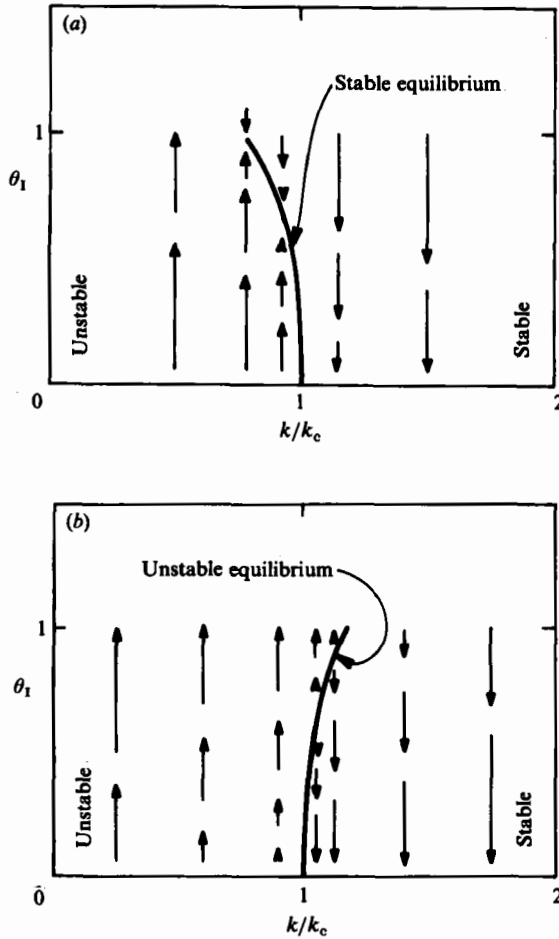 (a)
Stable equilibrium
1
θI
Unstable
Stable
0
1
2
k/kc
(b)
Unstable equilibrium
1
θI
Unstable
Stable
0
1
2
k/kc